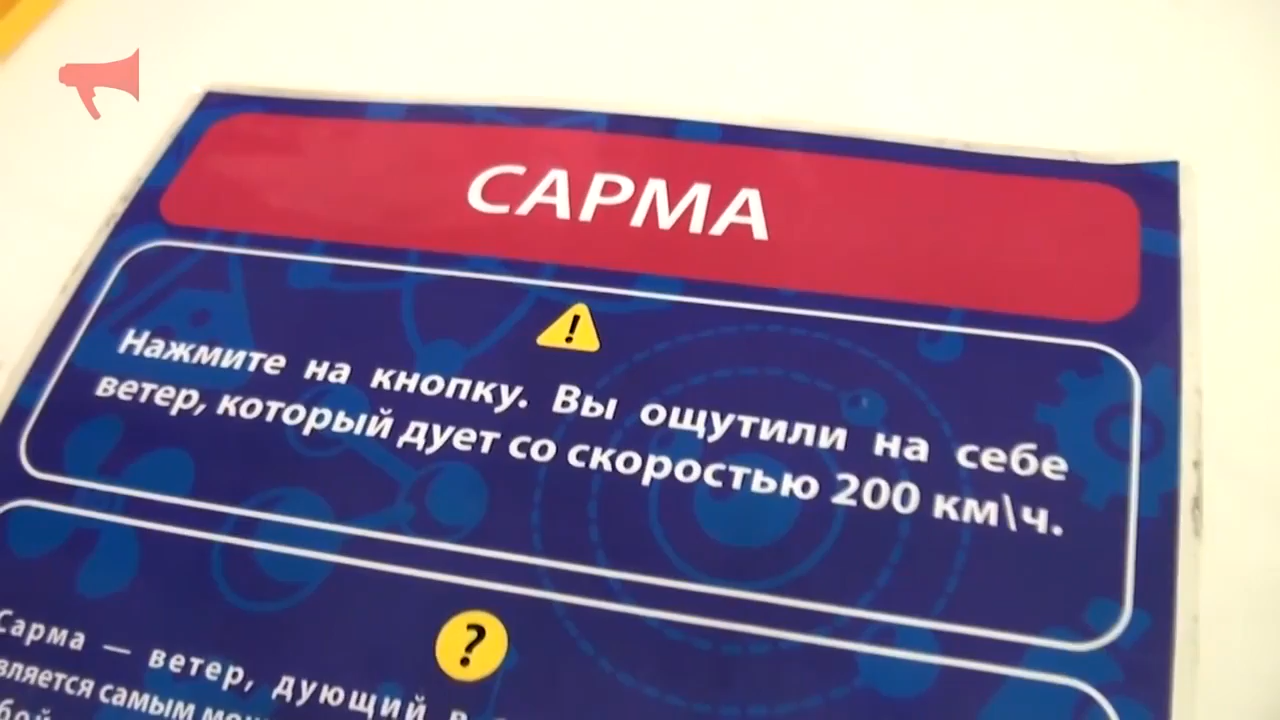 САРМА
Нажмите на кнопку. Вы ощутили на себе
ветер, который дует со скоростью 200 км\ч.
Сарма — ветер, дующий
самым